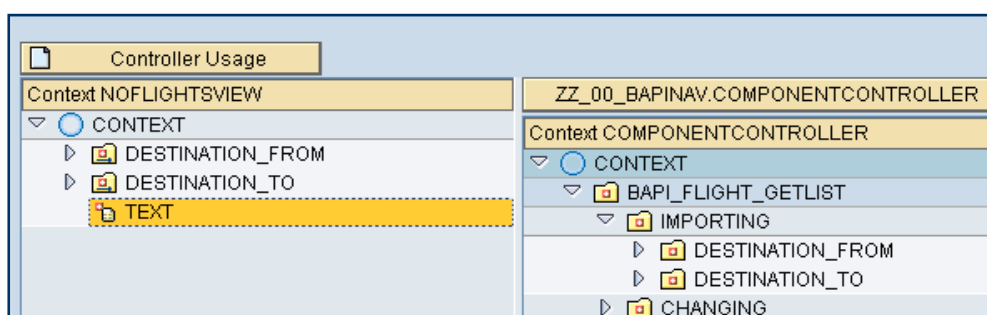 Controller Usage
Context NOFLIGHTSVIEW
CONTEXT
DESTINATION_FROM
DESTINATION_TO
TEXT
ZZ_00_BAPINAV.COMPONENTCONTROLLER
Context COMPONENTCONTROLLER
CONTEXT
BAPI_FLIGHT_GETLIST
IMPORTING
DESTINATION_FROM
DESTINATION_TO
CHANGING